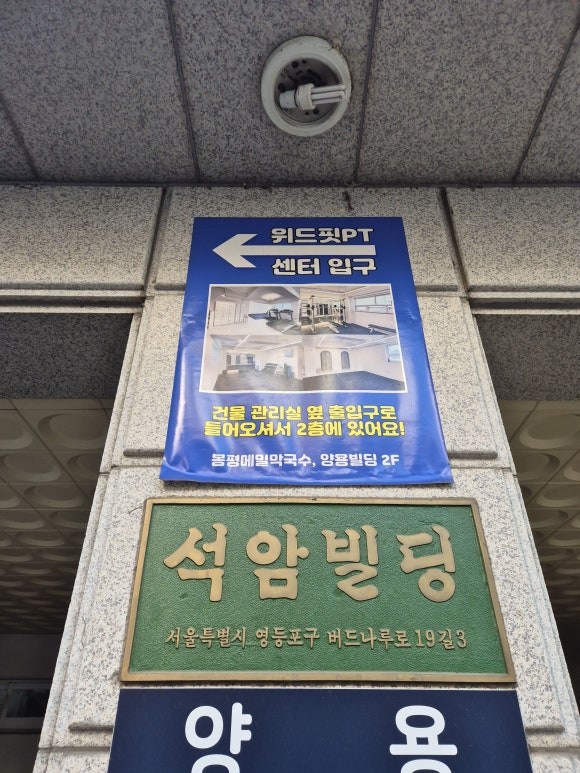 위드핏PT
센터 입구
건물 관리실 옆 출입구로
들어오셔서 2층에 있어요!
봉평메밀막국수, 양용빌딩 2F
석암빌딩
서울특별시 영등포구 버드나루로 19길3
양 용